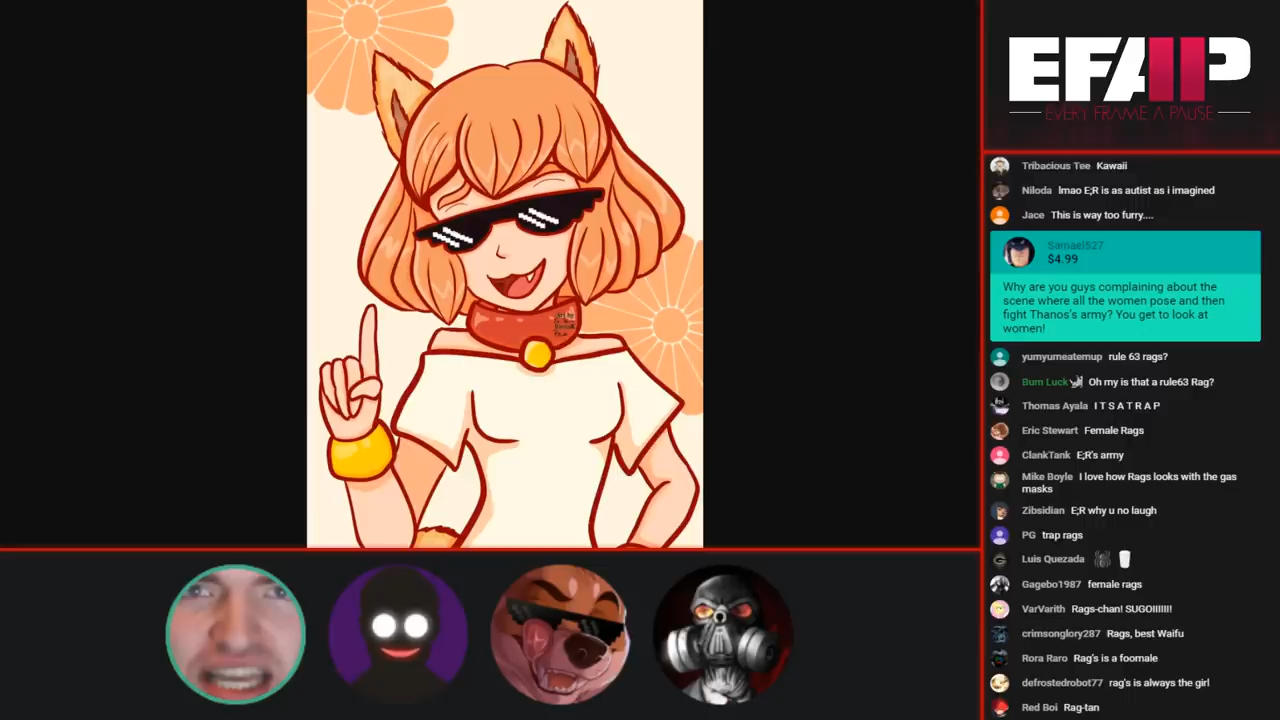 EFAP
EVERY FRAME A PAUSE
Tribacious Tee Kawaii
Niloda lmao E;R is as autist as i imagined
Jace This is way too furry....
Samael527
$4.99
Why are you guys complaining about the
scene where all the women pose and then
fight Thanos's army? You get to look at
women!
yumyumeatemup rule 63 rags?
Bum Luck Oh my is that a rule63 Rag?
Thomas Ayala I T S A T R A P
Eric Stewart Female Rags
ClankTank E;R's army
Mike Boyle I love how Rags looks with the gas
masks
Zibsidian E;R why u no laugh
PG trap rags
Luis Quezada
Gagebo1987 female rags
VarVarith Rags-chan! SUGOIIIIIII!
crimsonglory287 Rags, best Waifu
Rora Raro Rag's is a foomale
defrostedrobot77 rag's is always the girl
Red Boi Rag-tan